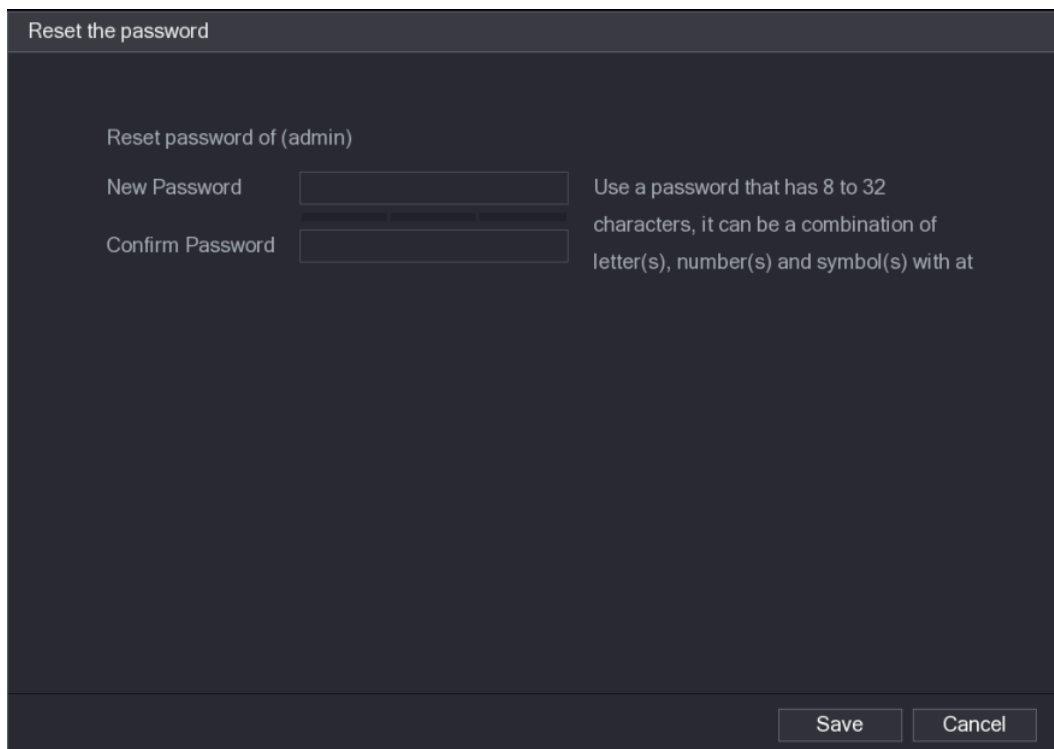 Reset the password
Reset password of (admin)
New Password
Use a password that has 8 to 32
characters, it can be a combination of
letter(s), number(s) and symbol(s) with at
Confirm Password
Save
Cancel